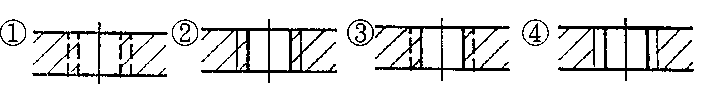 ① ② ③ ④